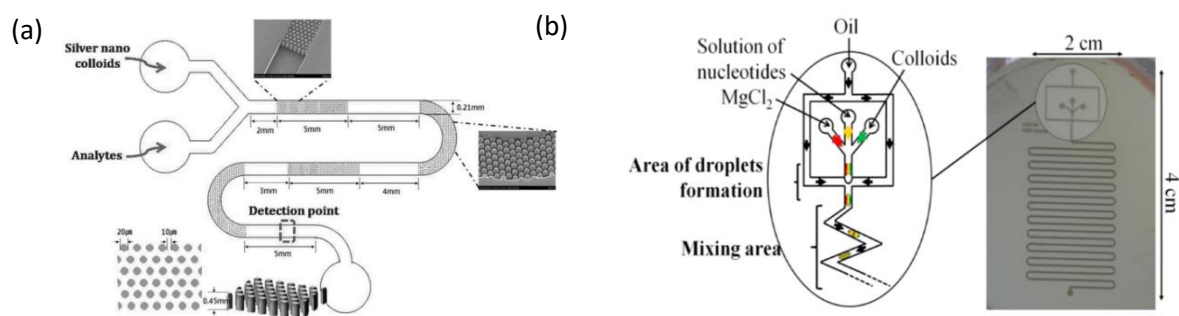 (a)
Silver nano
colloids
Analytes
0.21mm
2mm
5mm
5mm
3mm
5mm
4mm
Detection point
5mm
20μm
10μm
0.45mm
(b)
Oil
Solution of
nucleotides
MgCl2
Colloids
Area of droplets
formation
Mixing area
2 cm
4 cm